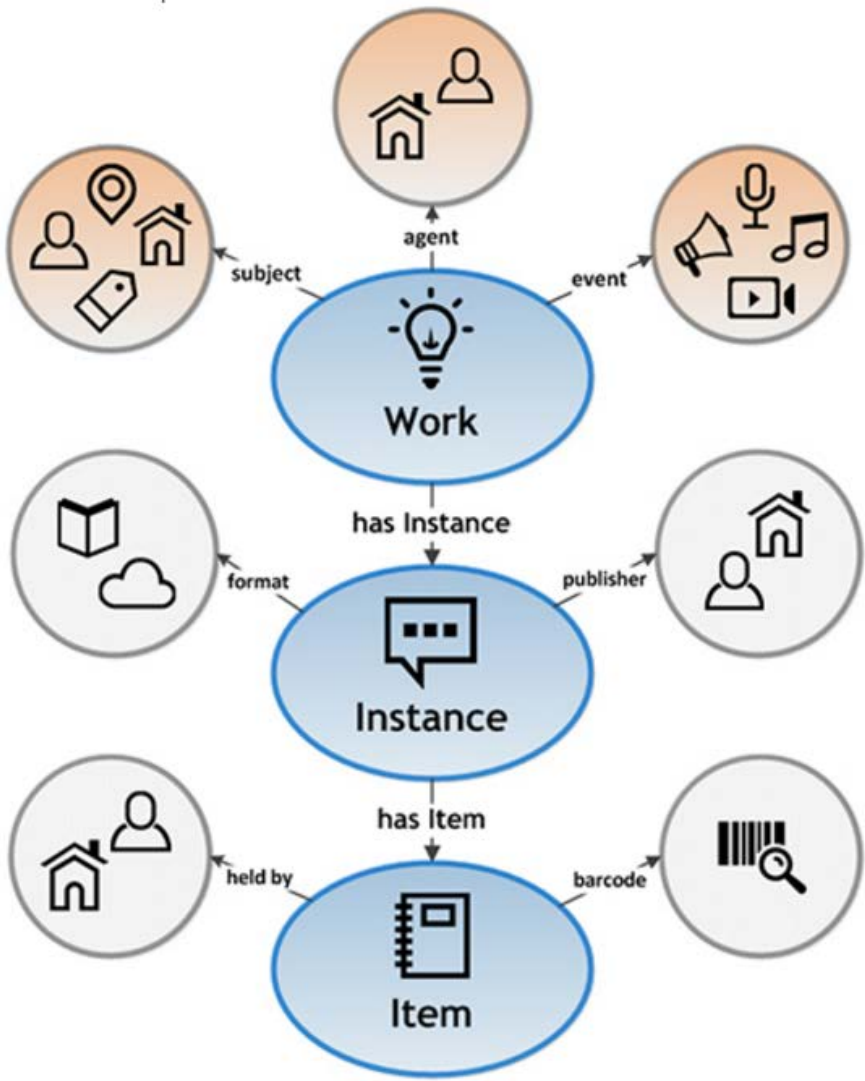 agent
subject
event
Work
has Instance
format
publisher
Instance
has Item
held by
barcode
Item